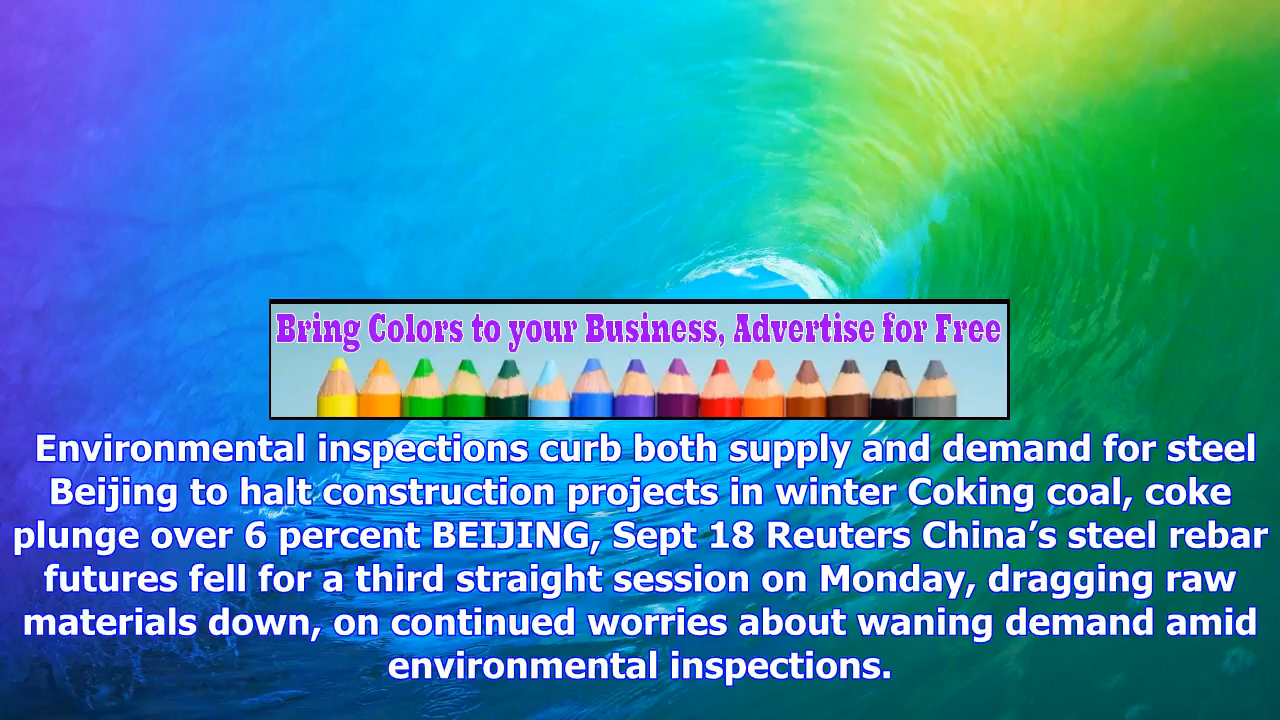 Bring Colors to your Business, Advertise for Free
Environmental inspections curb both supply and demand for steel
Beijing to halt construction projects in winter Coking coal, coke
plunge over 6 percent BEIJING, Sept 18 Reuters China’s steel rebar
futures fell for a third straight session on Monday, dragging raw
materials down, on continued worries about waning demand amid
environmental inspections.